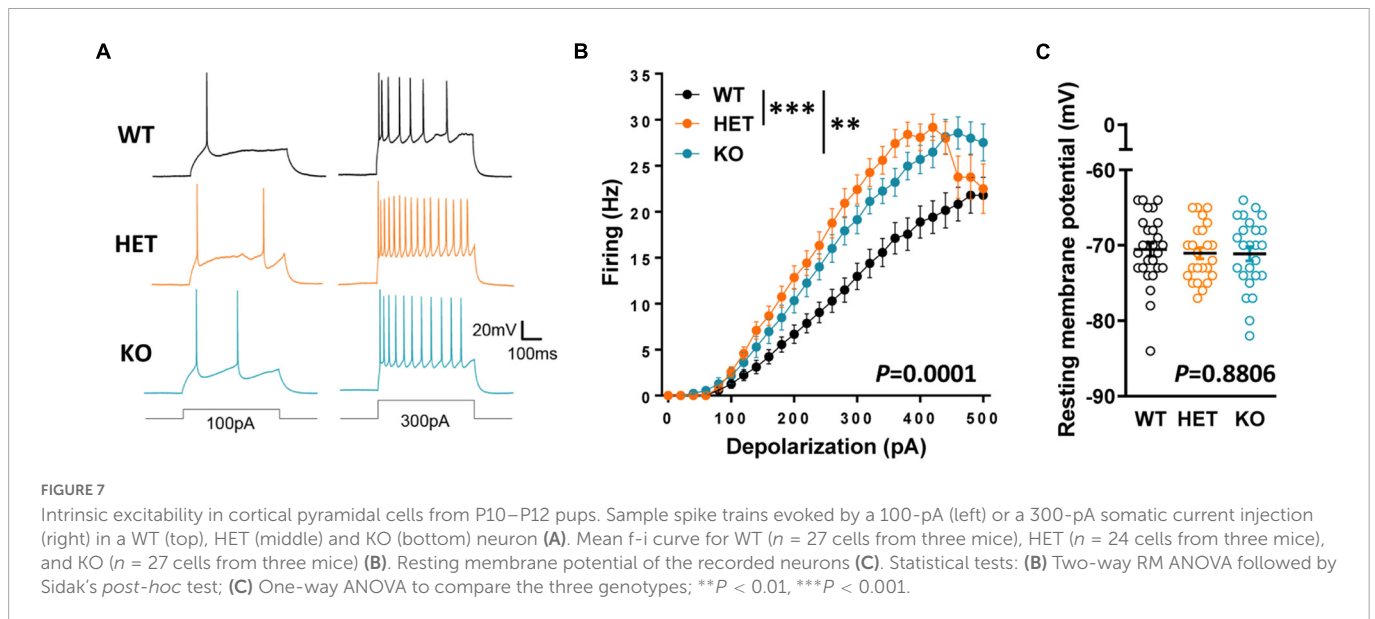 A
WT
HET
KO
20mV
100ms
100pA
300pA
B
Firing (Hz)
35
30
25
20
15
10
5
0
WT
HET
KO
***
**
P=0.0001
0 100 200 300 400 500
Depolarization (pA)
C
Resting membrane potential (mV)
0
-60
-70
-80
-90
P=0.8806
WT HET KO
FIGURE 7
Intrinsic excitability in cortical pyramidal cells from P10–P12 pups. Sample spike trains evoked by a 100-pA (left) or a 300-pA somatic current injection
(right) in a WT (top), HET (middle) and KO (bottom) neuron (A). Mean f-i curve for WT (n = 27 cells from three mice), HET (n = 24 cells from three mice),
and KO (n = 27 cells from three mice) (B). Resting membrane potential of the recorded neurons (C). Statistical tests: (B) Two-way RM ANOVA followed by
Sidak's post-hoc test; (C) One-way ANOVA to compare the three genotypes; **P < 0.01, ***P < 0.001.